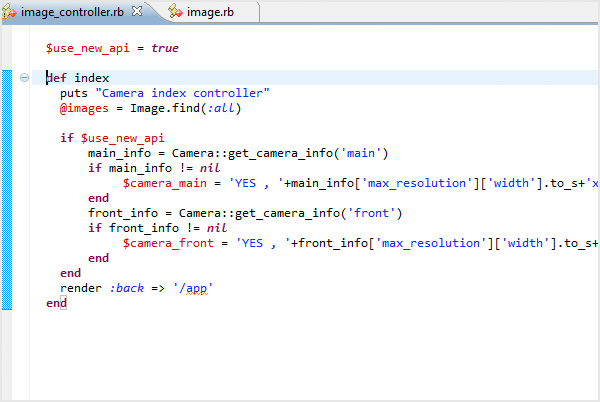 image_controller.rb image.rb
$use_new_api = true
def index
puts "Camera index controller"
@images = Image.find(:all)
if $use_new_api
main_info = Camera::get_camera_info('main')
if main_info != nil
$camera_main = 'YES , '+main_info['max_resolution']['width'].to_s+'x
end
front_info = Camera::get_camera_info('front')
if front_info != nil
$camera_front = 'YES , '+front_info['max_resolution']['width'].to_s+
end
end
render :back => '/app'
end